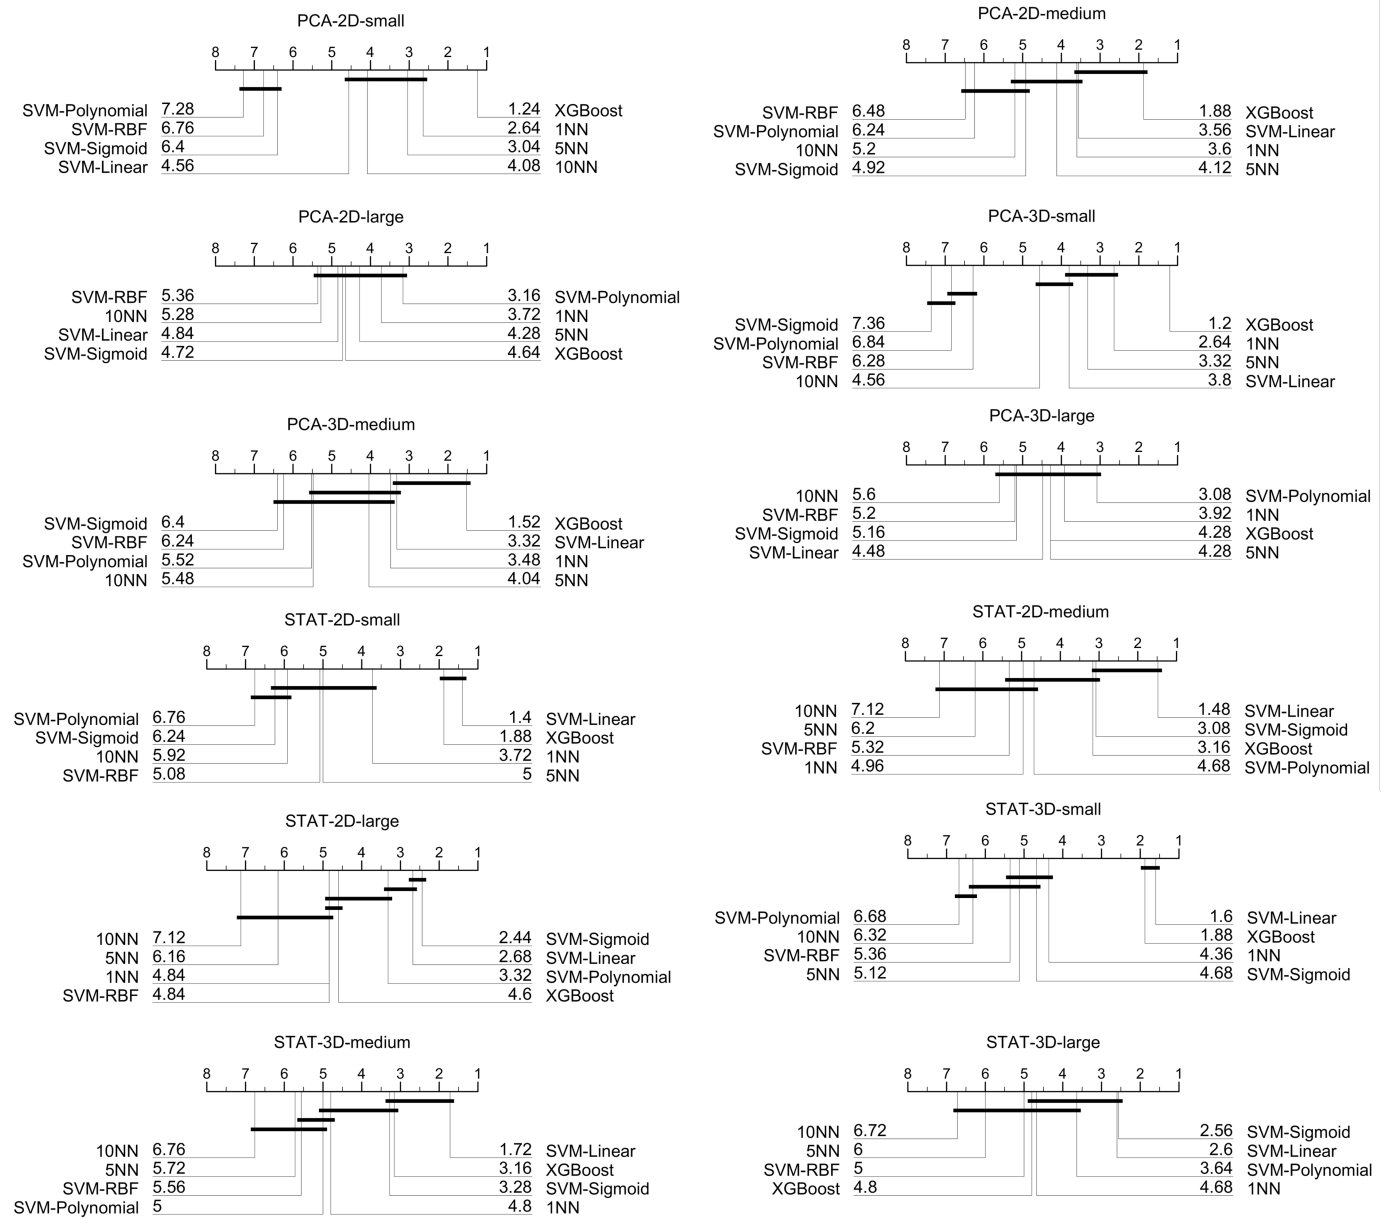 PCA-2D-small
8 7 6 5 4 3 2 1
SVM-Polynomial 7.28 1.24 XGBoost
SVM-RBF 6.76 2.64 1NN
SVM-Sigmoid 6.4 3.04 5NN
SVM-Linear 4.56 4.08 10NN
PCA-2D-medium
8 7 6 5 4 3 2 1
SVM-RBF 6.48 1.88 XGBoost
SVM-Polynomial 6.24 3.56 SVM-Linear
10NN 5.2 3.6 1NN
SVM-Sigmoid 4.92 4.12 5NN
PCA-2D-large
8 7 6 5 4 3 2 1
SVM-RBF 5.36 3.16 SVM-Polynomial
10NN 5.28 3.72 1NN
SVM-Linear 4.84 4.28 5NN
SVM-Sigmoid 4.72 4.64 XGBoost
PCA-3D-small
8 7 6 5 4 3 2 1
SVM-Sigmoid 7.36 1.2 XGBoost
SVM-Polynomial 6.84 2.64 1NN
SVM-RBF 6.28 3.32 5NN
10NN 4.56 3.8 SVM-Linear
PCA-3D-medium
8 7 6 5 4 3 2 1
SVM-Sigmoid 6.4 1.52 XGBoost
SVM-RBF 6.24 3.32 SVM-Linear
SVM-Polynomial 5.52 3.48 1NN
10NN 5.48 4.04 5NN
PCA-3D-large
8 7 6 5 4 3 2 1
10NN 5.6 3.08 SVM-Polynomial
SVM-RBF 5.2 3.92 1NN
SVM-Sigmoid 5.16 4.28 XGBoost
SVM-Linear 4.48 4.28 5NN
STAT-2D-small
8 7 6 5 4 3 2 1
SVM-Polynomial 6.76 1.4 SVM-Linear
SVM-Sigmoid 6.24 1.88 XGBoost
10NN 5.92 3.72 1NN
SVM-RBF 5.08 5 5NN
STAT-2D-medium
8 7 6 5 4 3 2 1
10NN 7.12 1.48 SVM-Linear
5NN 6.2 3.08 SVM-Sigmoid
SVM-RBF 5.32 3.16 XGBoost
1NN 4.96 4.68 SVM-Polynomial
STAT-2D-large
8 7 6 5 4 3 2 1
10NN 7.12 2.44 SVM-Sigmoid
5NN 6.16 2.68 SVM-Linear
1NN 4.84 3.32 SVM-Polynomial
SVM-RBF 4.84 4.6 XGBoost
STAT-3D-small
8 7 6 5 4 3 2 1
SVM-Polynomial 6.68 1.6 SVM-Linear
10NN 6.32 1.88 XGBoost
SVM-RBF 5.36 4.36 1NN
5NN 5.12 4.68 SVM-Sigmoid
STAT-3D-medium
8 7 6 5 4 3 2 1
10NN 6.76 1.72 SVM-Linear
5NN 5.72 3.16 XGBoost
SVM-RBF 5.56 3.28 SVM-Sigmoid
SVM-Polynomial 5 4.8 1NN
STAT-3D-large
8 7 6 5 4 3 2 1
10NN 6.72 2.56 SVM-Sigmoid
5NN 6 2.6 SVM-Linear
SVM-RBF 5 3.64 SVM-Polynomial
XGBoost 4.8 4.68 1NN